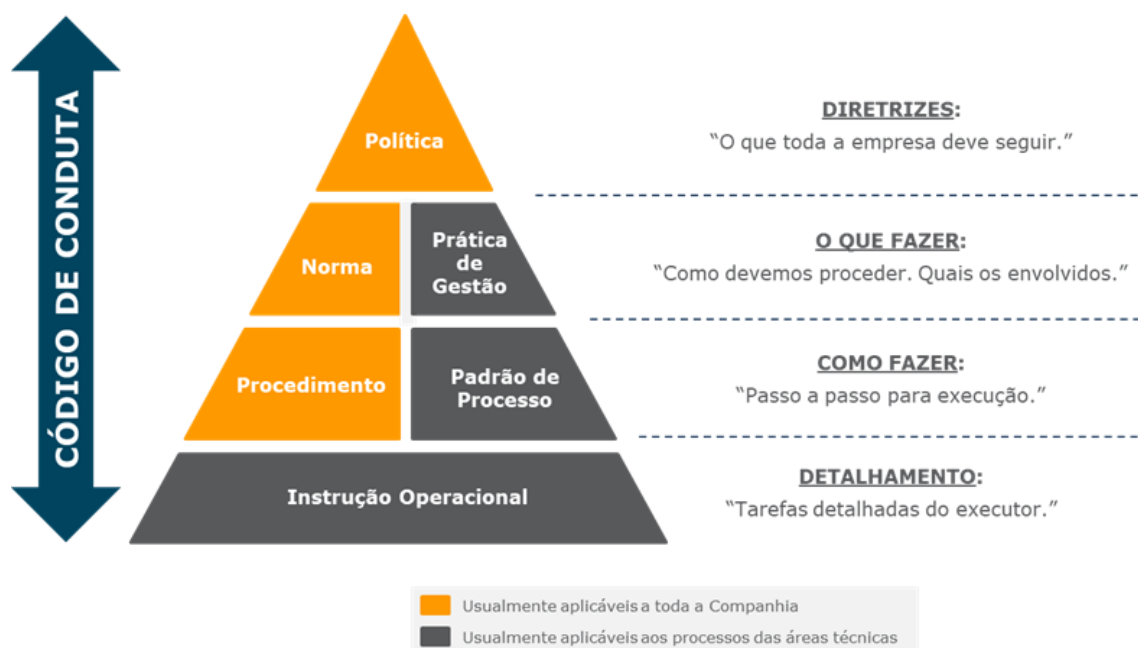 CÓDIGO DE CONDUTA
Política
DIRETRIZES:
“O que toda a empresa deve seguir.”
Norma
Prática
de
Gestão
O QUE FAZER:
“Como devemos proceder. Quais os envolvidos.”
Procedimento
Padrão de
Processo
COMO FAZER:
“Passo a passo para execução.”
Instrução Operacional
DETALHAMENTO:
“Tarefas detalhadas do executor.”
Usualmente aplicáveis a toda a Companhia
Usualmente aplicáveis aos processos das áreas técnicas